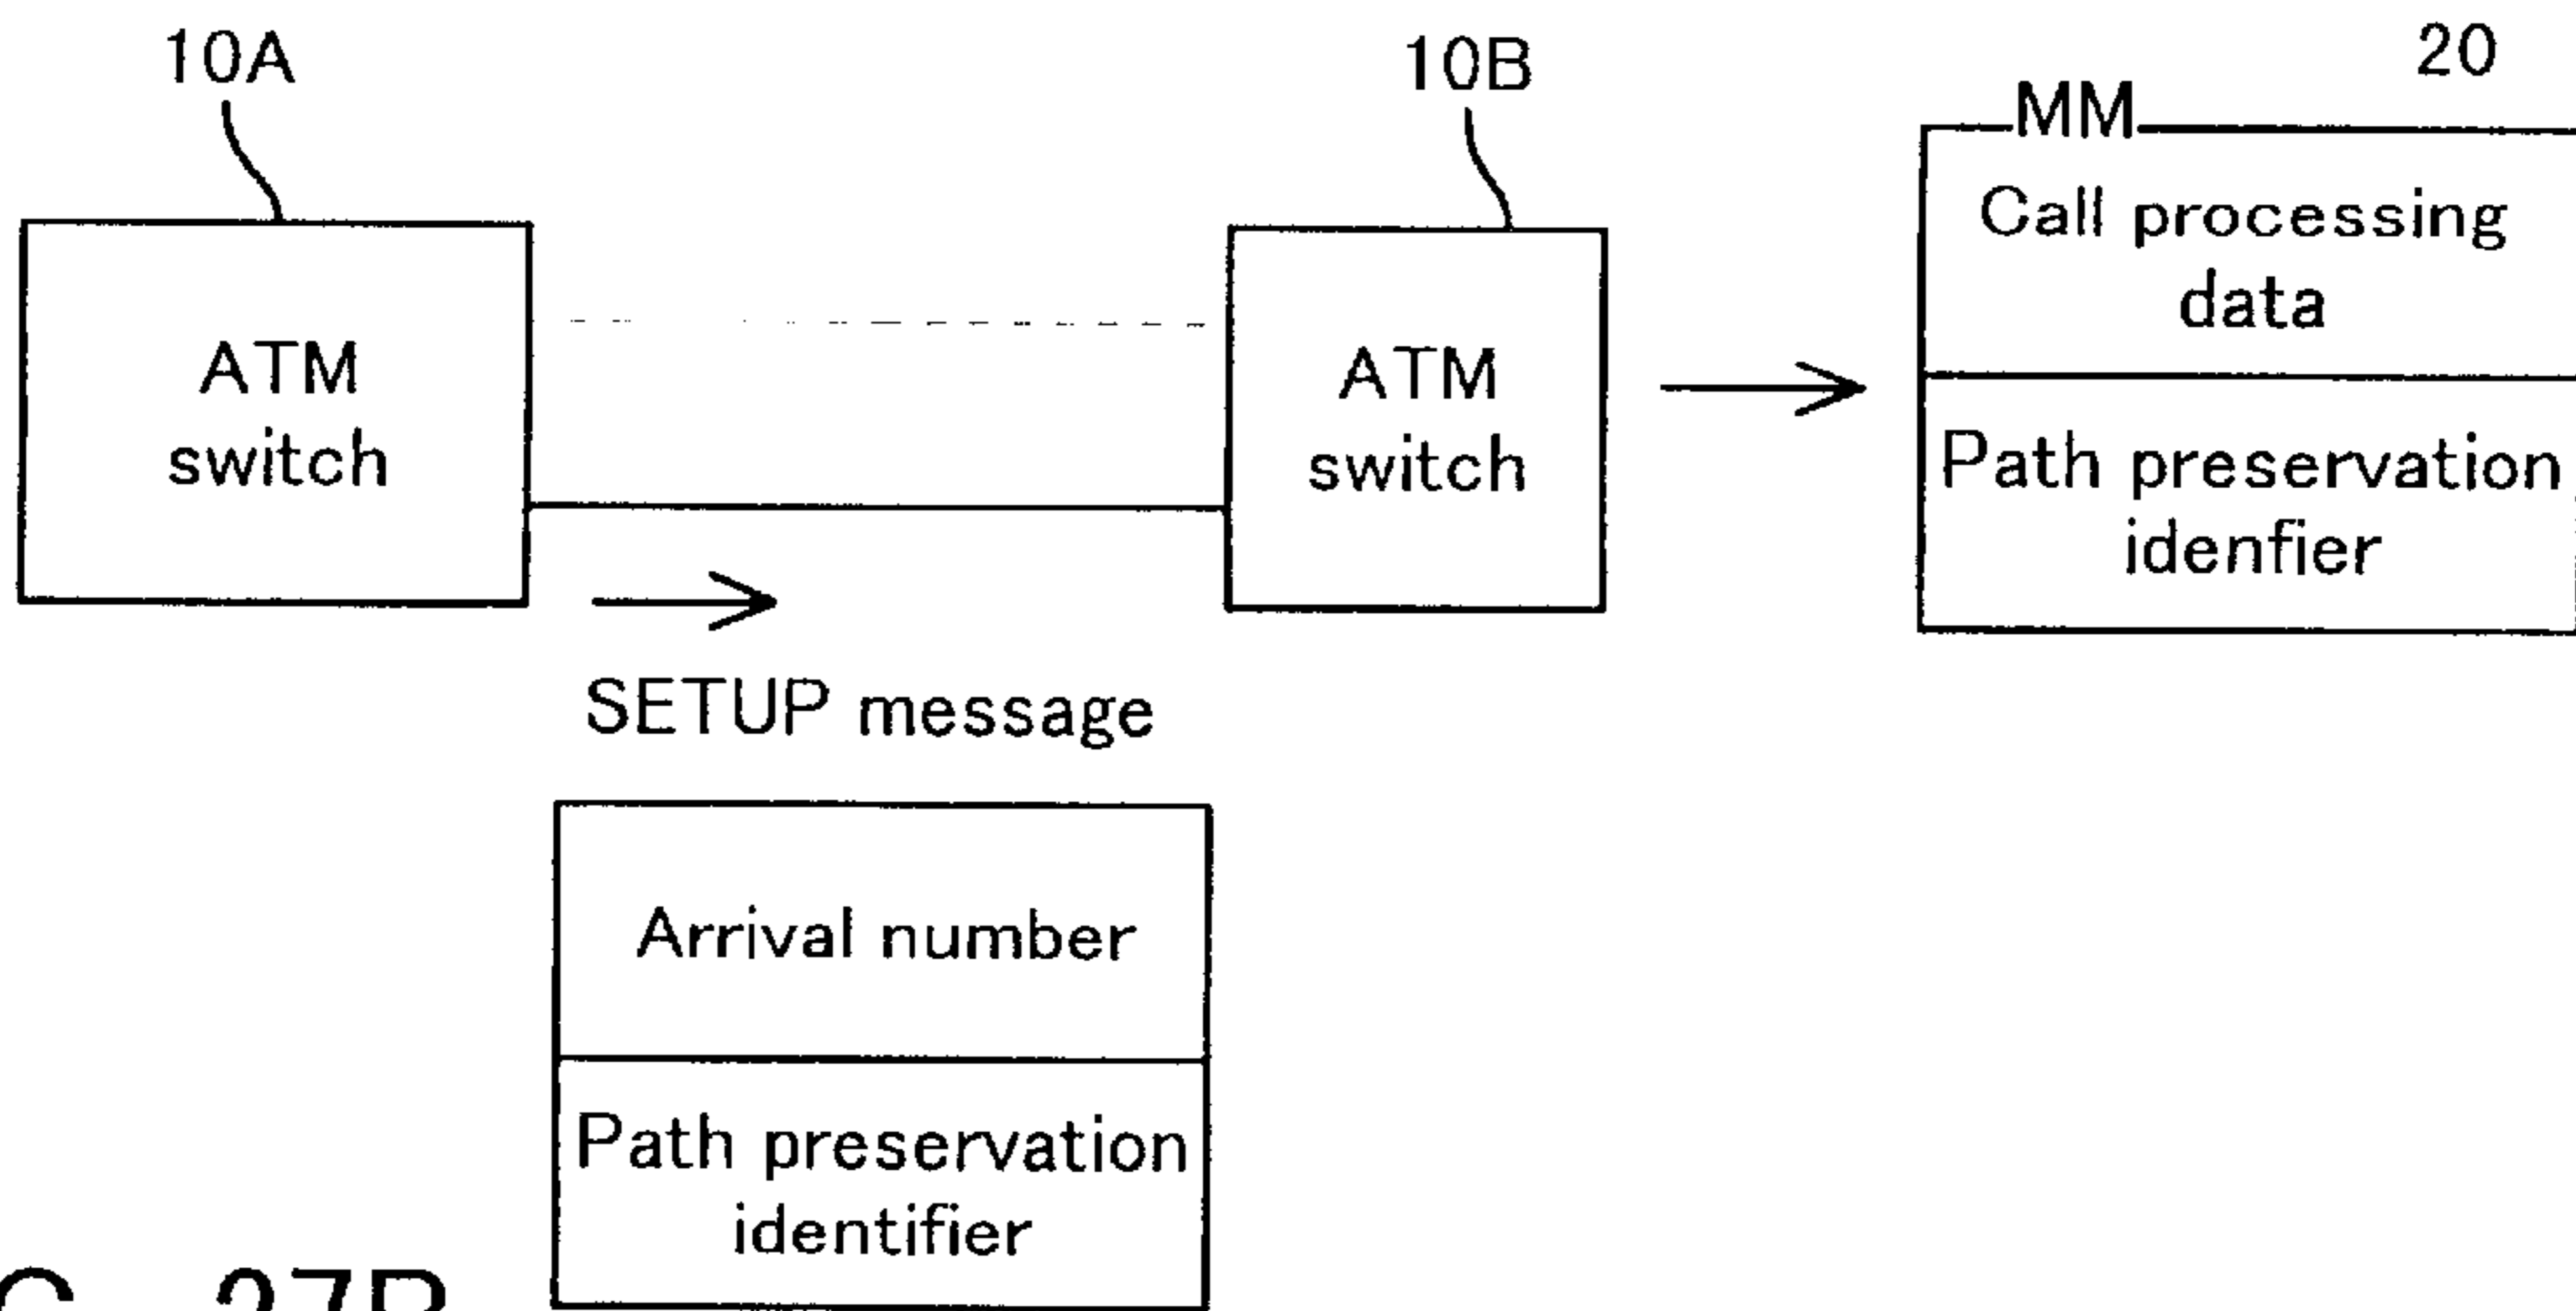 10A
10B
20
MM
ATM
switch
ATM
switch
Call processing
data
Path preservation
idenfier
SETUP message
Arrival number
Path preservation
identifier
27B